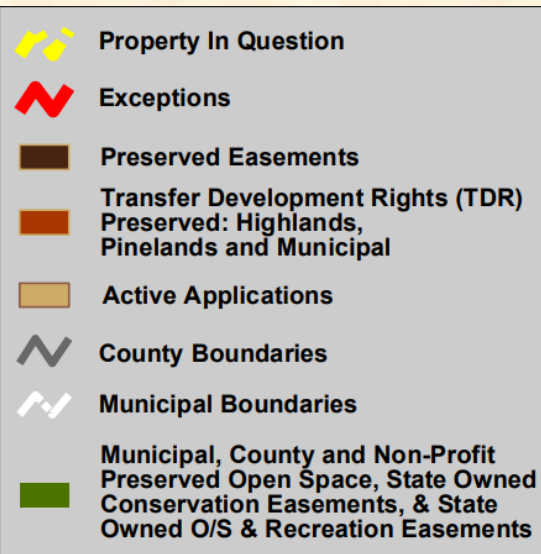 Property In Question
Exceptions
Preserved Easements
Transfer Development Rights (TDR)
Preserved: Highlands,
Pinelands and Municipal
Active Applications
County Boundaries
Municipal Boundaries
Municipal, County and Non-Profit
Preserved Open Space, State Owned
Conservation Easements, & State
Owned O/S & Recreation Easements